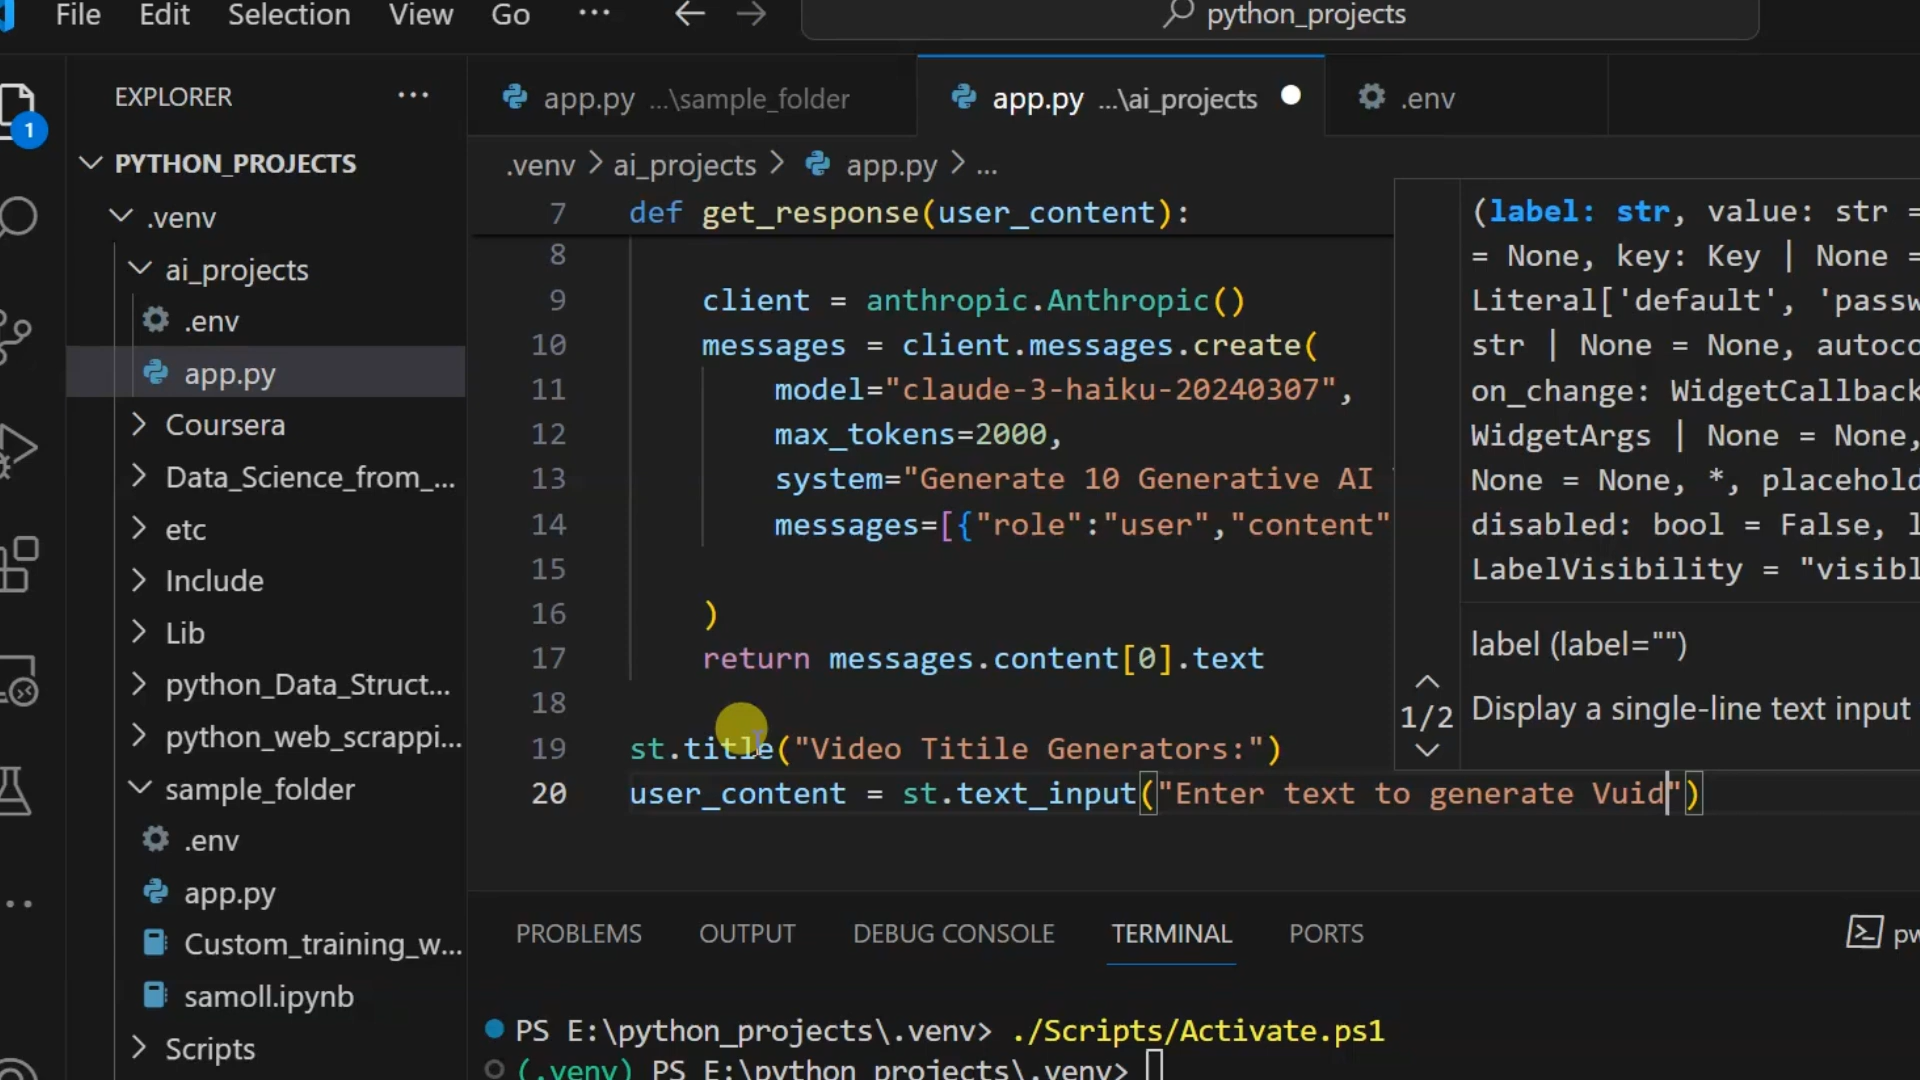 File Edit Selection View Go ... python_projects
EXPLORER ...
1
PYTHON_PROJECTS
.venv
ai_projects
.env
app.py
Coursera
Data_Science_from_...
etc
Include
Lib
python_Data_Struct...
python_web_scrappi...
sample_folder
.env
app.py
Custom_training_w...
samoll.ipynb
Scripts
app.py ...\sample_folder
app.py ...\ai_projects
.env
.venv > ai_projects > app.py > ...
7 def get_response(user_content):
8
9 client = anthropic.Anthropic()
10 messages = client.messages.create(
11 model="claude-3-haiku-20240307",
12 max_tokens=2000,
13 system="Generate 10 Generative AI
14 messages=[{"role":"user","content"
15
16 )
17 return messages.content[0].text
18
19 st.title("Video Titile Generators:")
20 user_content = st.text_input("Enter text to generate Vuid")
(label: str, value: str =
= None, key: Key | None =
Literal['default', 'passw
str | None = None, autoco
on_change: WidgetCallback
WidgetArgs | None = None,
None = None, *, placehold
disabled: bool = False, l
LabelVisibility = "visibl
label (label="")
1/2
Display a single-line text input
PROBLEMS OUTPUT DEBUG CONSOLE TERMINAL PORTS
PS E:\python_projects\.venv> ./Scripts/Activate.ps1
(.venv) PS E:\python_projects\.venv>